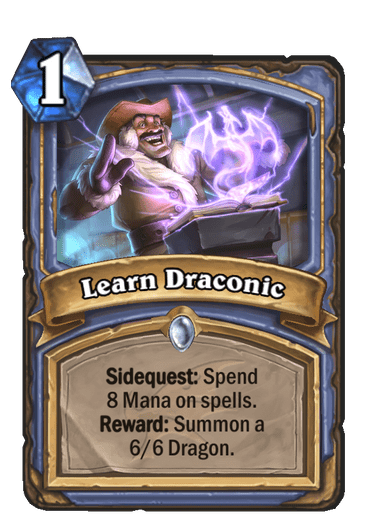 1
Learn Draconic
Sidequest: Spend
8 Mana on spells.
Reward: Summon a
6/6 Dragon.